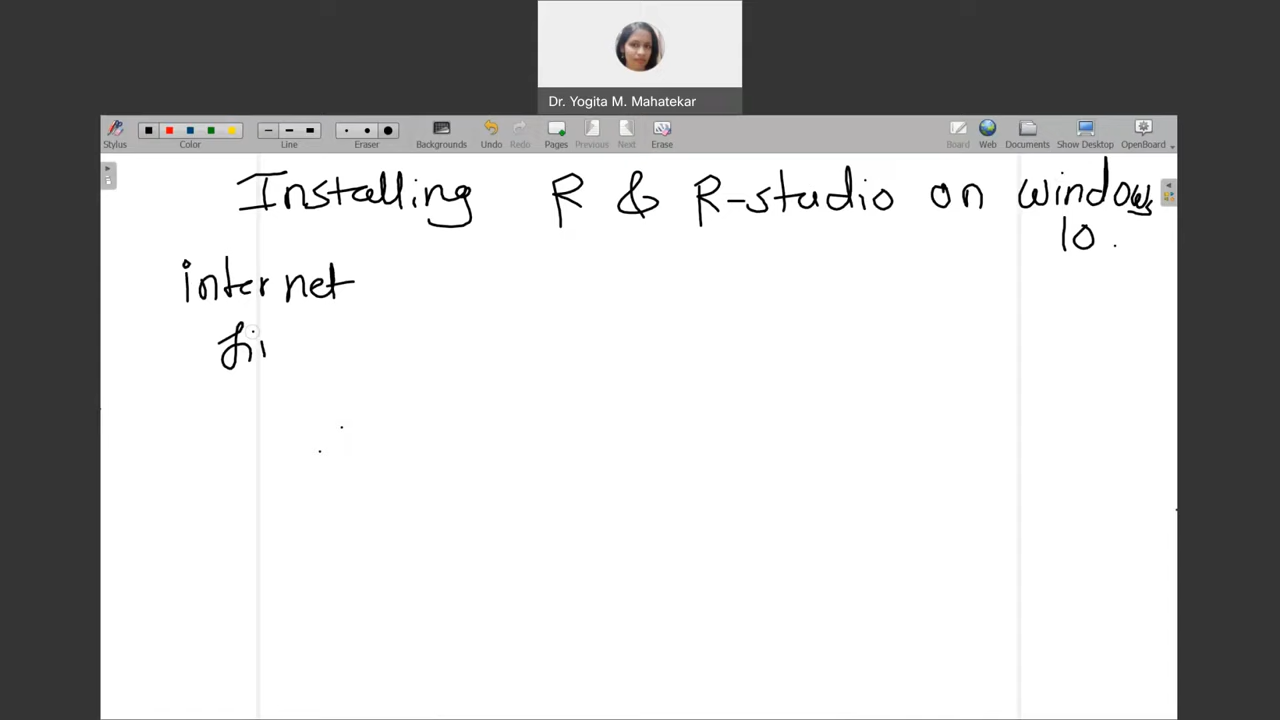 Dr. Yogita M. Mahatekar
Stylus
Color
Line
Eraser
Backgrounds
Undo
Redo
Pages
Previous
Next
Erase
Board
Web
Documents
Show Desktop
OpenBoard
Installing R & R-studio on windows
10.
internet